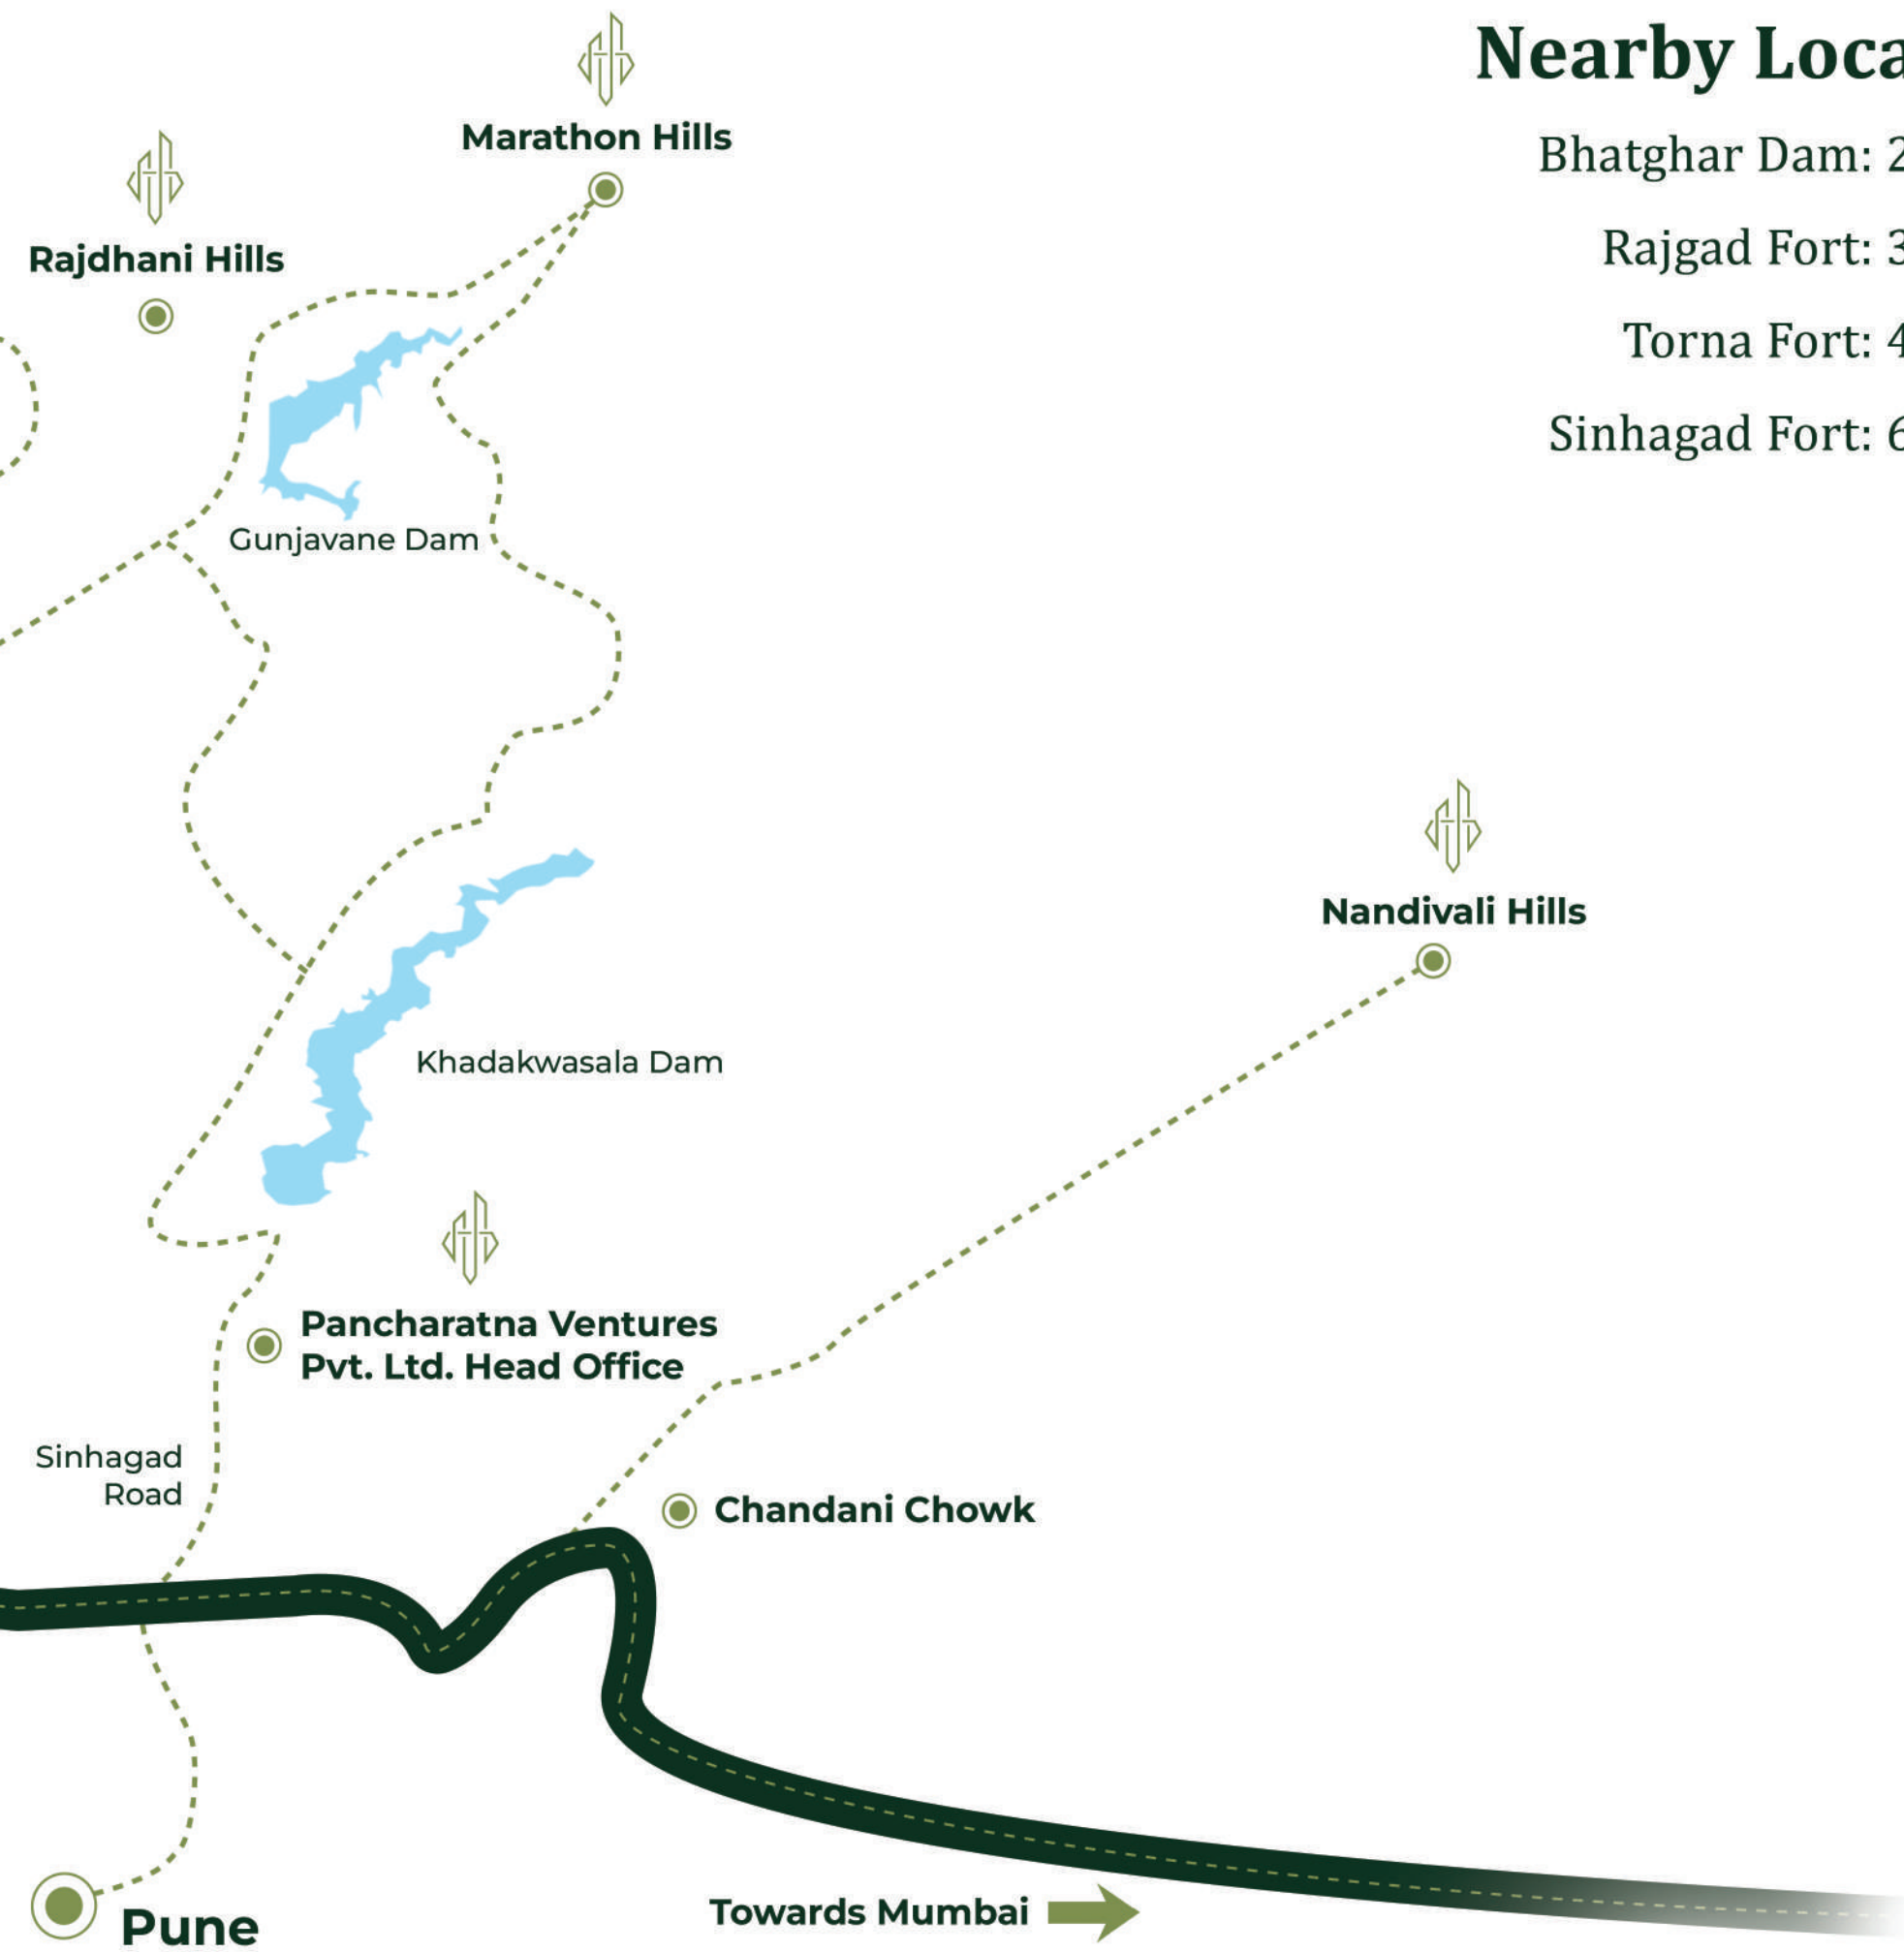 Nearby Loca
Bhatghar Dam: 2
Rajgad Fort: 3
Torna Fort: 4
Sinhagad Fort: 6
Marathon Hills
Rajdhani Hills
Gunjavane Dam
Nandivali Hills
Khadakwasala Dam
Pancharatna Ventures
Pvt. Ltd. Head Office
Sinhagad
Road
Chandani Chowk
Towards Mumbai
Pune